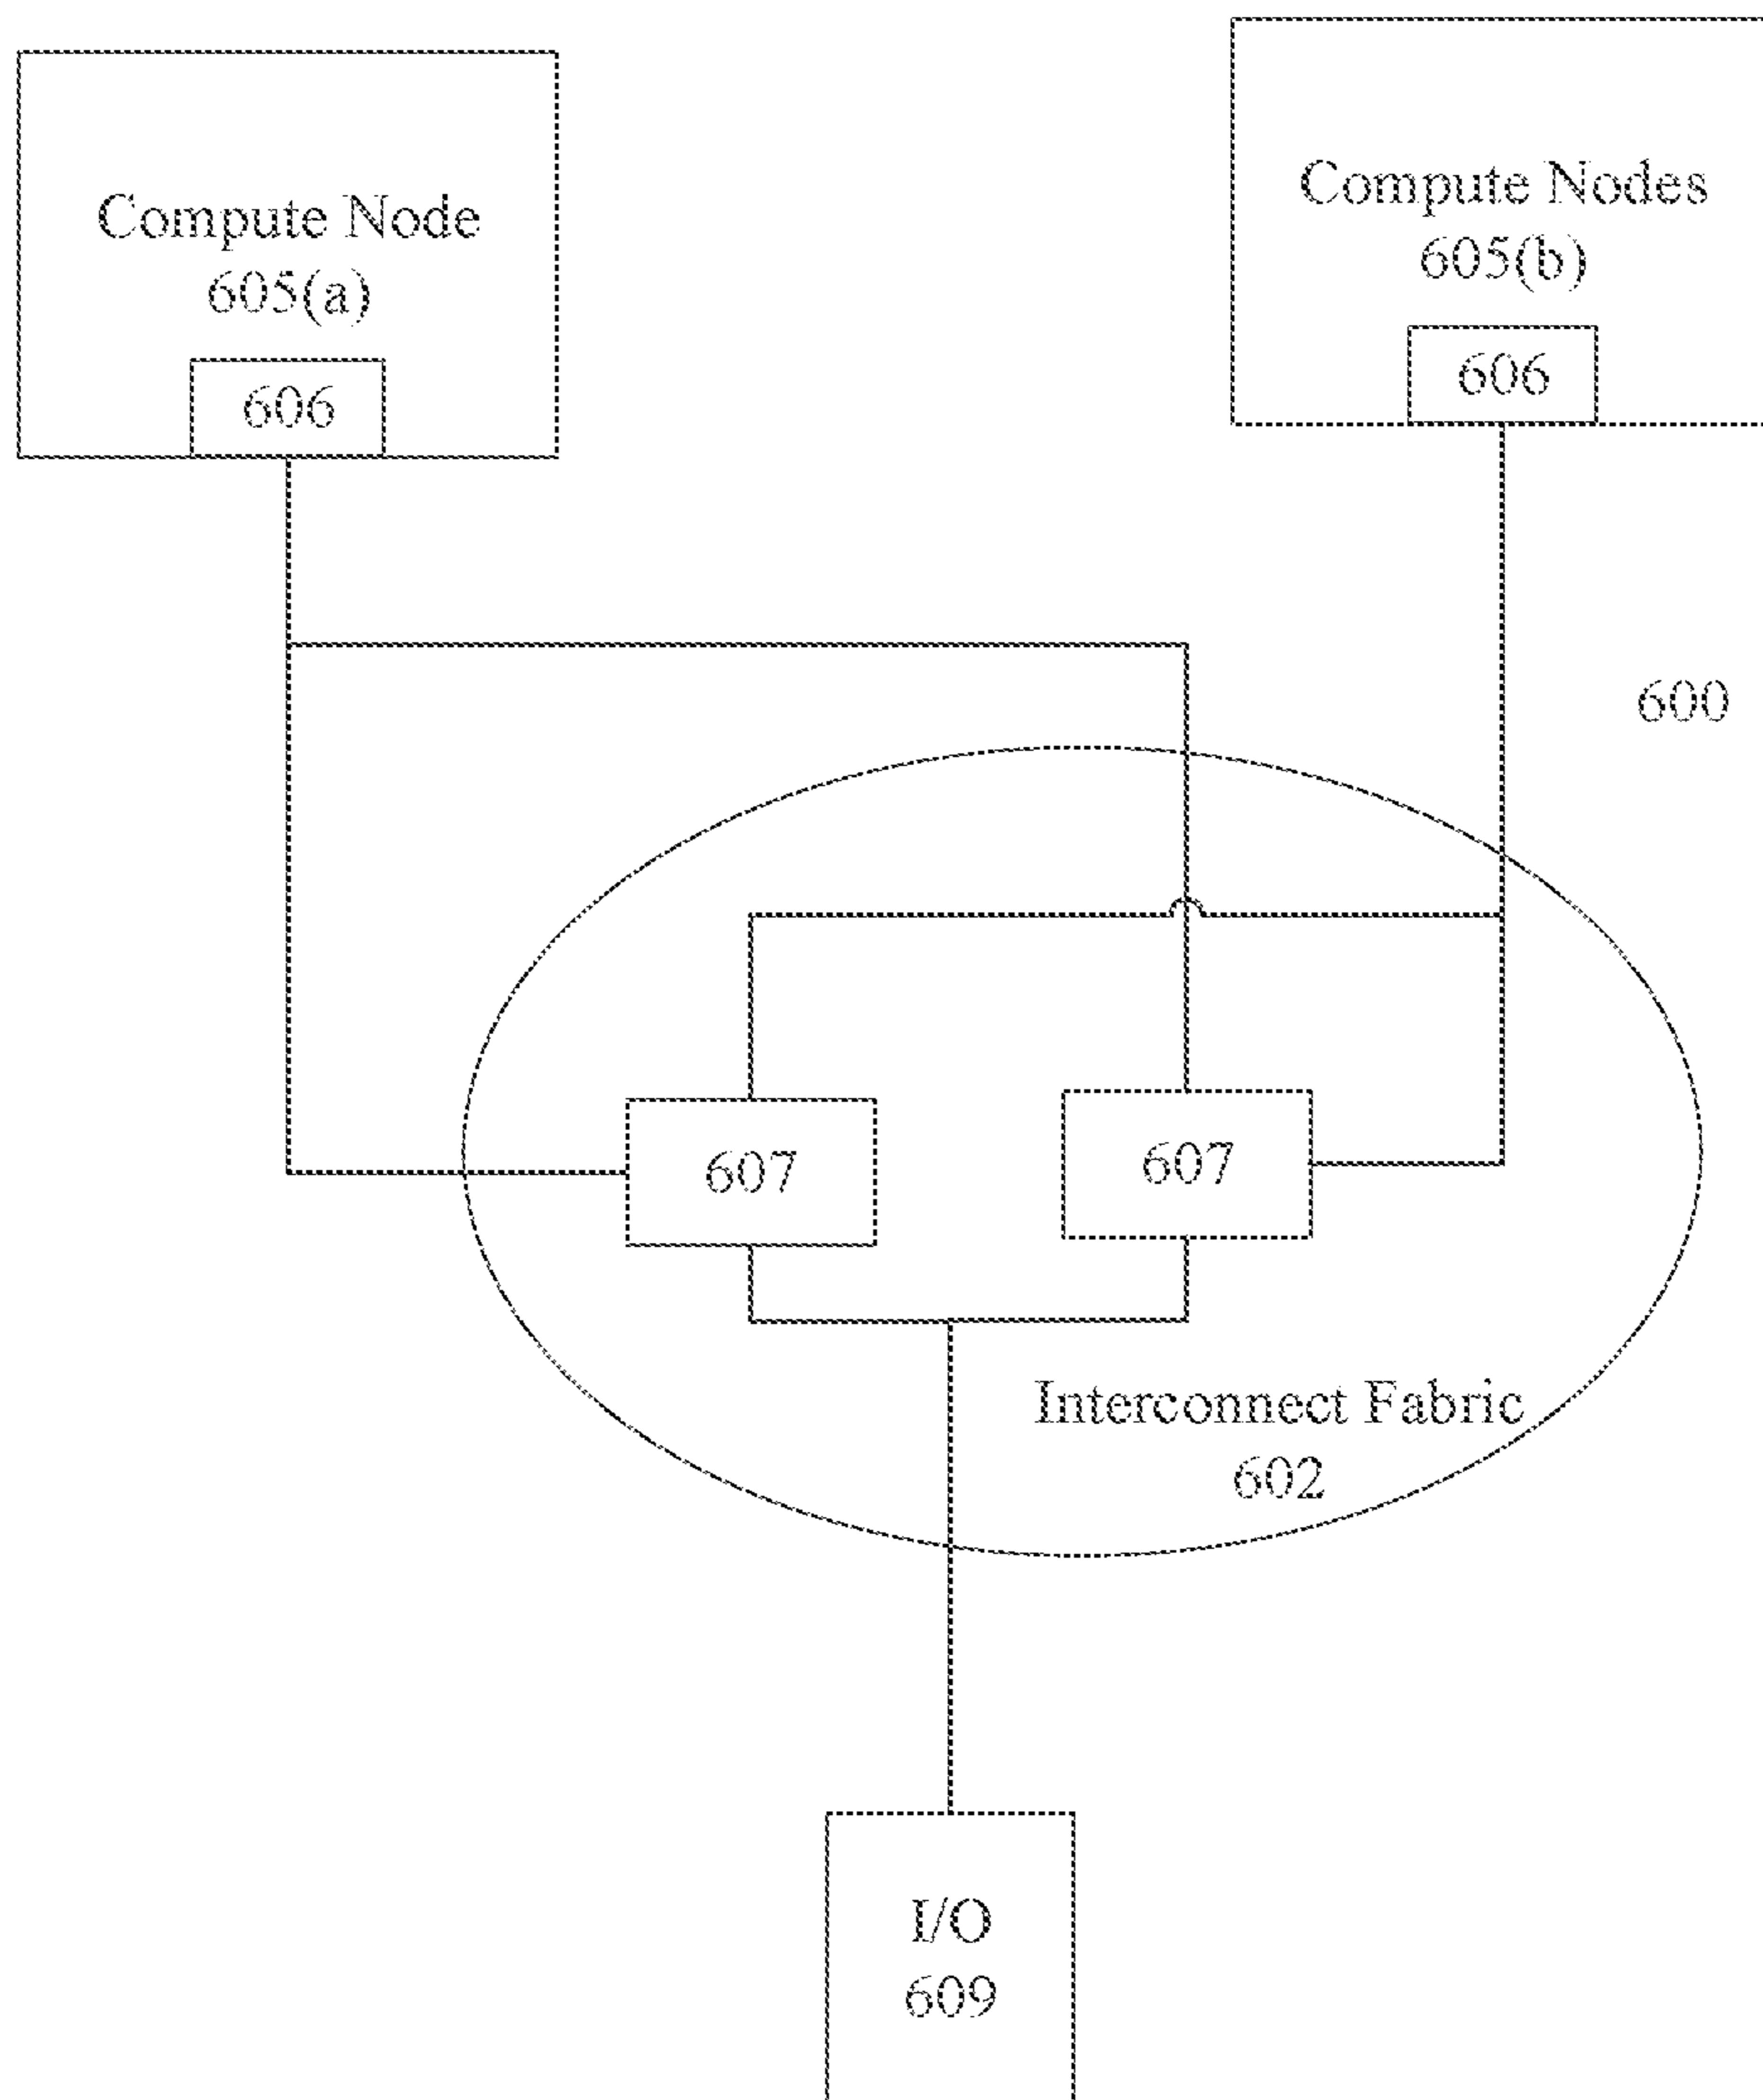 Compute Node
605(a)
606
Compute Nodes
605(b)
606
600
607
607
Interconnect Fabric
602
I/O
609